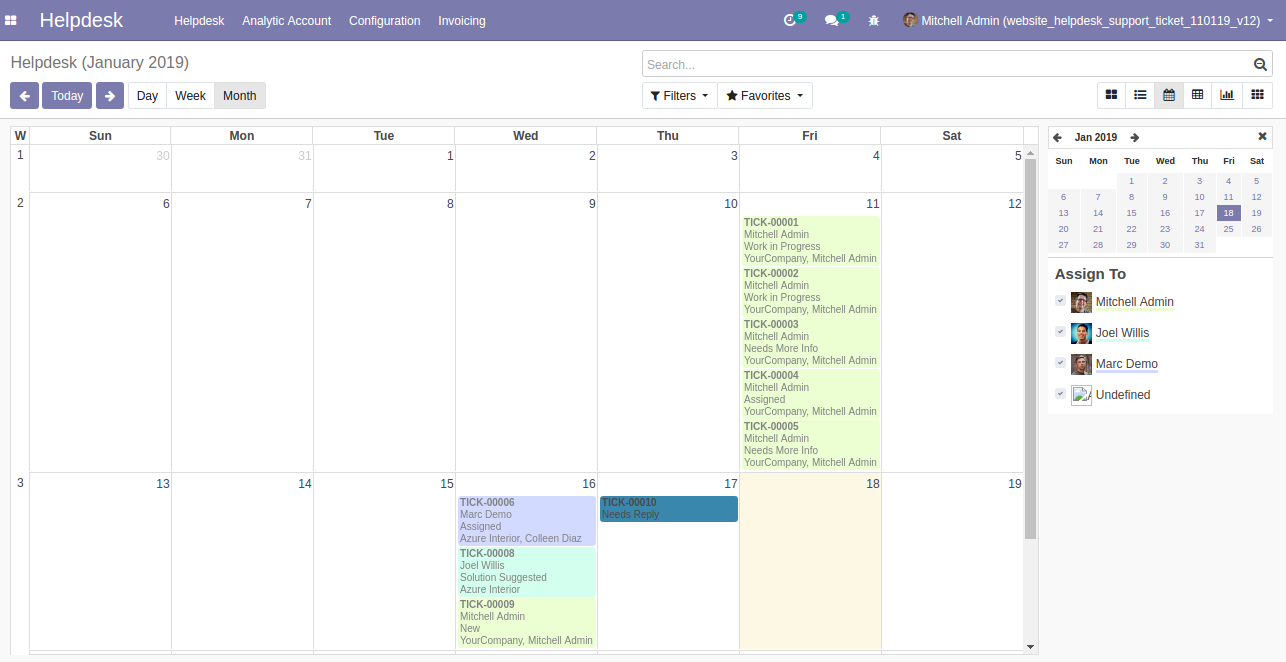 Helpdesk Helpdesk Analytic Account Configuration Invoicing 9 1 Mitchell Admin (website_helpdesk_support_ticket_110119_v12)
Helpdesk (January 2019)
Search...
Today Day Week Month
Filters Favorites
W Sun Mon Tue Wed Thu Fri Sat
1 30 31 1 2 3 4 5
2 6 7 8 9 10 11 12
TICK-00001
Mitchell Admin
Work in Progress
YourCompany, Mitchell Admin
TICK-00002
Mitchell Admin
Work in Progress
YourCompany, Mitchell Admin
TICK-00003
Mitchell Admin
Needs More Info
YourCompany, Mitchell Admin
TICK-00004
Mitchell Admin
Assigned
YourCompany, Mitchell Admin
TICK-00005
Mitchell Admin
Needs More Info
YourCompany, Mitchell Admin
3 13 14 15 16 17 18 19
TICK-00006
Marc Demo
Assigned
Azure Interior, Colleen Diaz
TICK-00008
Joel Willis
Solution Suggested
Azure Interior
TICK-00009
Mitchell Admin
New
YourCompany, Mitchell Admin
TICK-00010
Needs Reply
Jan 2019
Sun Mon Tue Wed Thu Fri Sat
1 2 3 4 5
6 7 8 9 10 11 12
13 14 15 16 17 18 19
20 21 22 23 24 25 26
27 28 29 30 31
Assign To
Mitchell Admin
Joel Willis
Marc Demo
Undefined